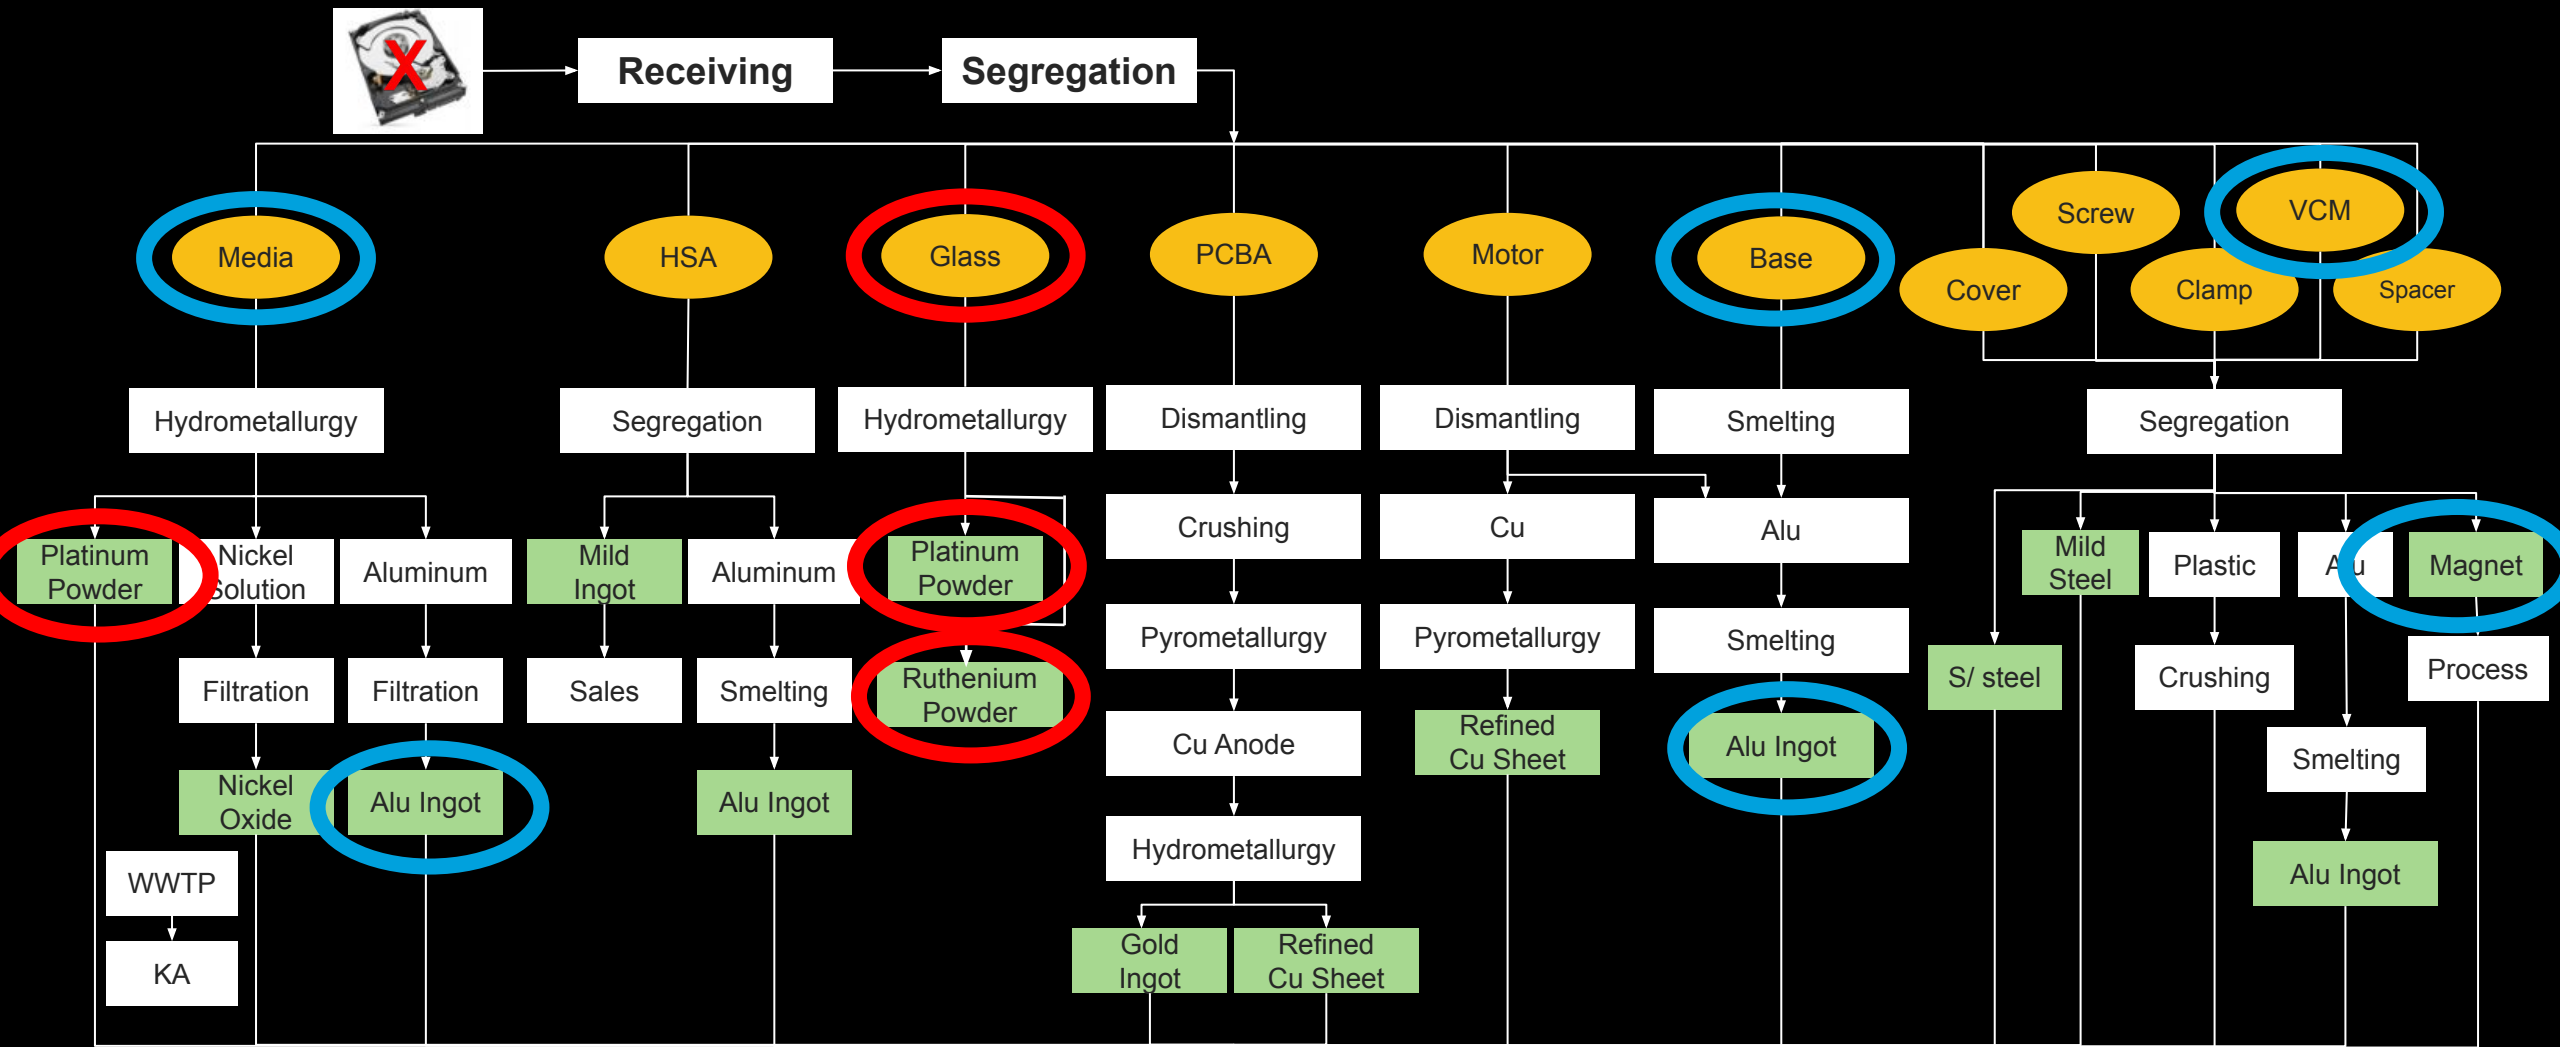 X
Receiving
Segregation
Media
HSA
Glass
PCBA
Motor
Base
Cover
Screw
Clamp
VCM
Spacer
Hydrometallurgy
Segregation
Hydrometallurgy
Dismantling
Dismantling
Smelting
Segregation
Platinum
Powder
Nickel
Solution
Aluminum
Mild
Ingot
Aluminum
Platinum
Powder
Crushing
Cu
Alu
Mild
Steel
Plastic
Alu
Magnet
Filtration
Filtration
Sales
Smelting
Ruthenium
Powder
Pyrometallurgy
Pyrometallurgy
Smelting
S/ steel
Crushing
Process
Nickel
Oxide
Alu Ingot
Alu Ingot
Cu Anode
Refined
Cu Sheet
Alu Ingot
Smelting
WWTP
KA
Hydrometallurgy
Alu Ingot
Gold
Ingot
Refined
Cu Sheet